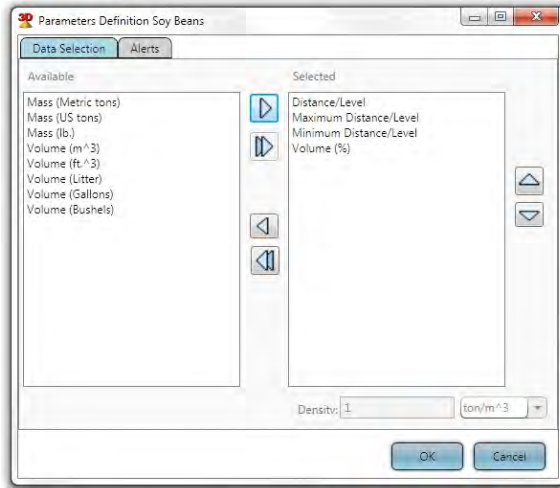 3D Parameters Definition Soy Beans
Data Selection
Alerts
Available
Mass (Metric tons)
Mass (US tons)
Mass (lb.)
Volume (m^3)
Volume (ft.^3)
Volume (Litter)
Volume (Gallons)
Volume (Bushels)
Selected
Distance/Level
Maximum Distance/Level
Minimum Distance/Level
Volume (%)
Density: 1 ton/m^3
OK
Cancel